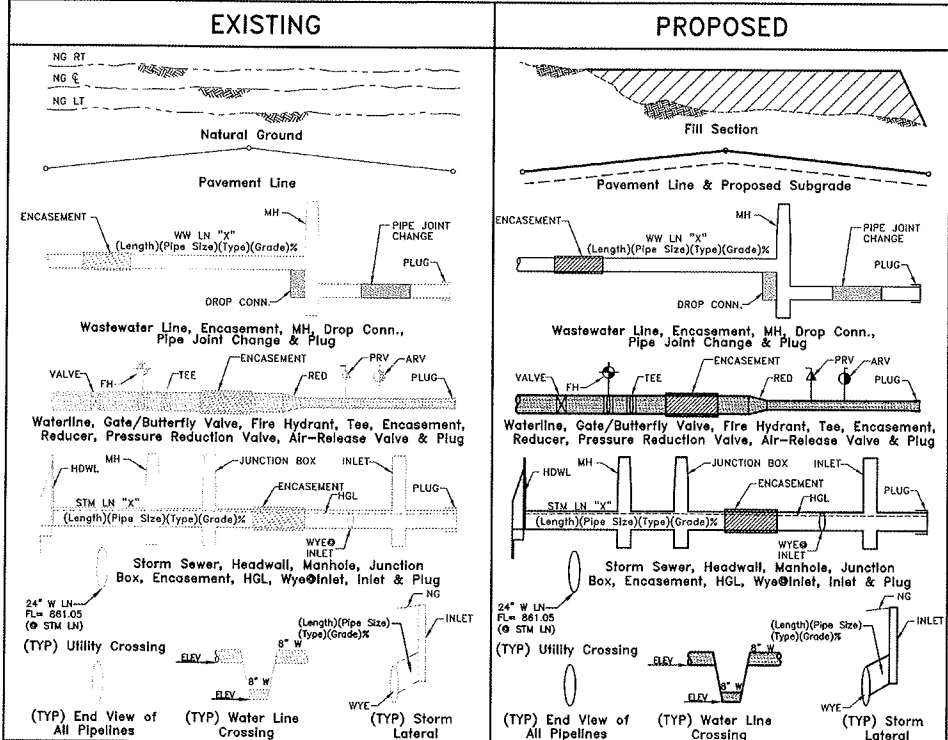 EXISTING
NG RT
NG ℄
NG LT
Natural Ground
Pavement Line
ENCASEMENT
MH
WW LN "X"
(Length)(Pipe Size)(Type)(Grade)%
PIPE JOINT
CHANGE
PLUG
DROP CONN.
Wastewater Line, Encasement, MH, Drop Conn.,
Pipe Joint Change & Plug
VALVE
FH
TEE
ENCASEMENT
RED
PRV
ARV
PLUG
Waterline, Gate/Butterfly Valve, Fire Hydrant, Tee, Encasement,
Reducer, Pressure Reduction Valve, Air-Release Valve & Plug
HDWL
MH
JUNCTION BOX
INLET
ENCASEMENT
HGL
PLUG
STM LN "X"
(Length)(Pipe Size)(Type)(Grade)%
WYE@
INLET
Storm Sewer, Headwall, Manhole, Junction
Box, Encasement, HGL, Wye@Inlet, Inlet & Plug
24" W LN
FL= 861.05
(@ STM LN)
(TYP) Utility Crossing
NG
INLET
(Length)(Pipe Size)
(Type)(Grade)%
8" W
ELEV
8" W
ELEV
WYE
(TYP) End View of
All Pipelines
(TYP) Water Line
Crossing
(TYP) Storm
Lateral
PROPOSED
Fill Section
Pavement Line & Proposed Subgrade
ENCASEMENT
MH
WW LN "X"
(Length)(Pipe Size)(Type)(Grade)%
PIPE JOINT
CHANGE
PLUG
DROP CONN.
Wastewater Line, Encasement, MH, Drop Conn.,
Pipe Joint Change & Plug
VALVE
FH
TEE
ENCASEMENT
RED
PRV
ARV
PLUG
Waterline, Gate/Butterfly Valve, Fire Hydrant, Tee, Encasement,
Reducer, Pressure Reduction Valve, Air-Release Valve & Plug
HDWL
MH
JUNCTION BOX
INLET
ENCASEMENT
HGL
PLUG
STM LN "X"
(Length)(Pipe Size)(Type)(Grade)%
WYE@
INLET
Storm Sewer, Headwall, Manhole, Junction
Box, Encasement, HGL, Wye@Inlet, Inlet & Plug
24" W LN
FL= 861.05
(@ STM LN)
(TYP) Utility Crossing
NG
INLET
(Length)(Pipe Size)
(Type)(Grade)%
8" W
ELEV
8" W
ELEV
WYE
(TYP) End View of
All Pipelines
(TYP) Water Line
Crossing
(TYP) Storm
Lateral